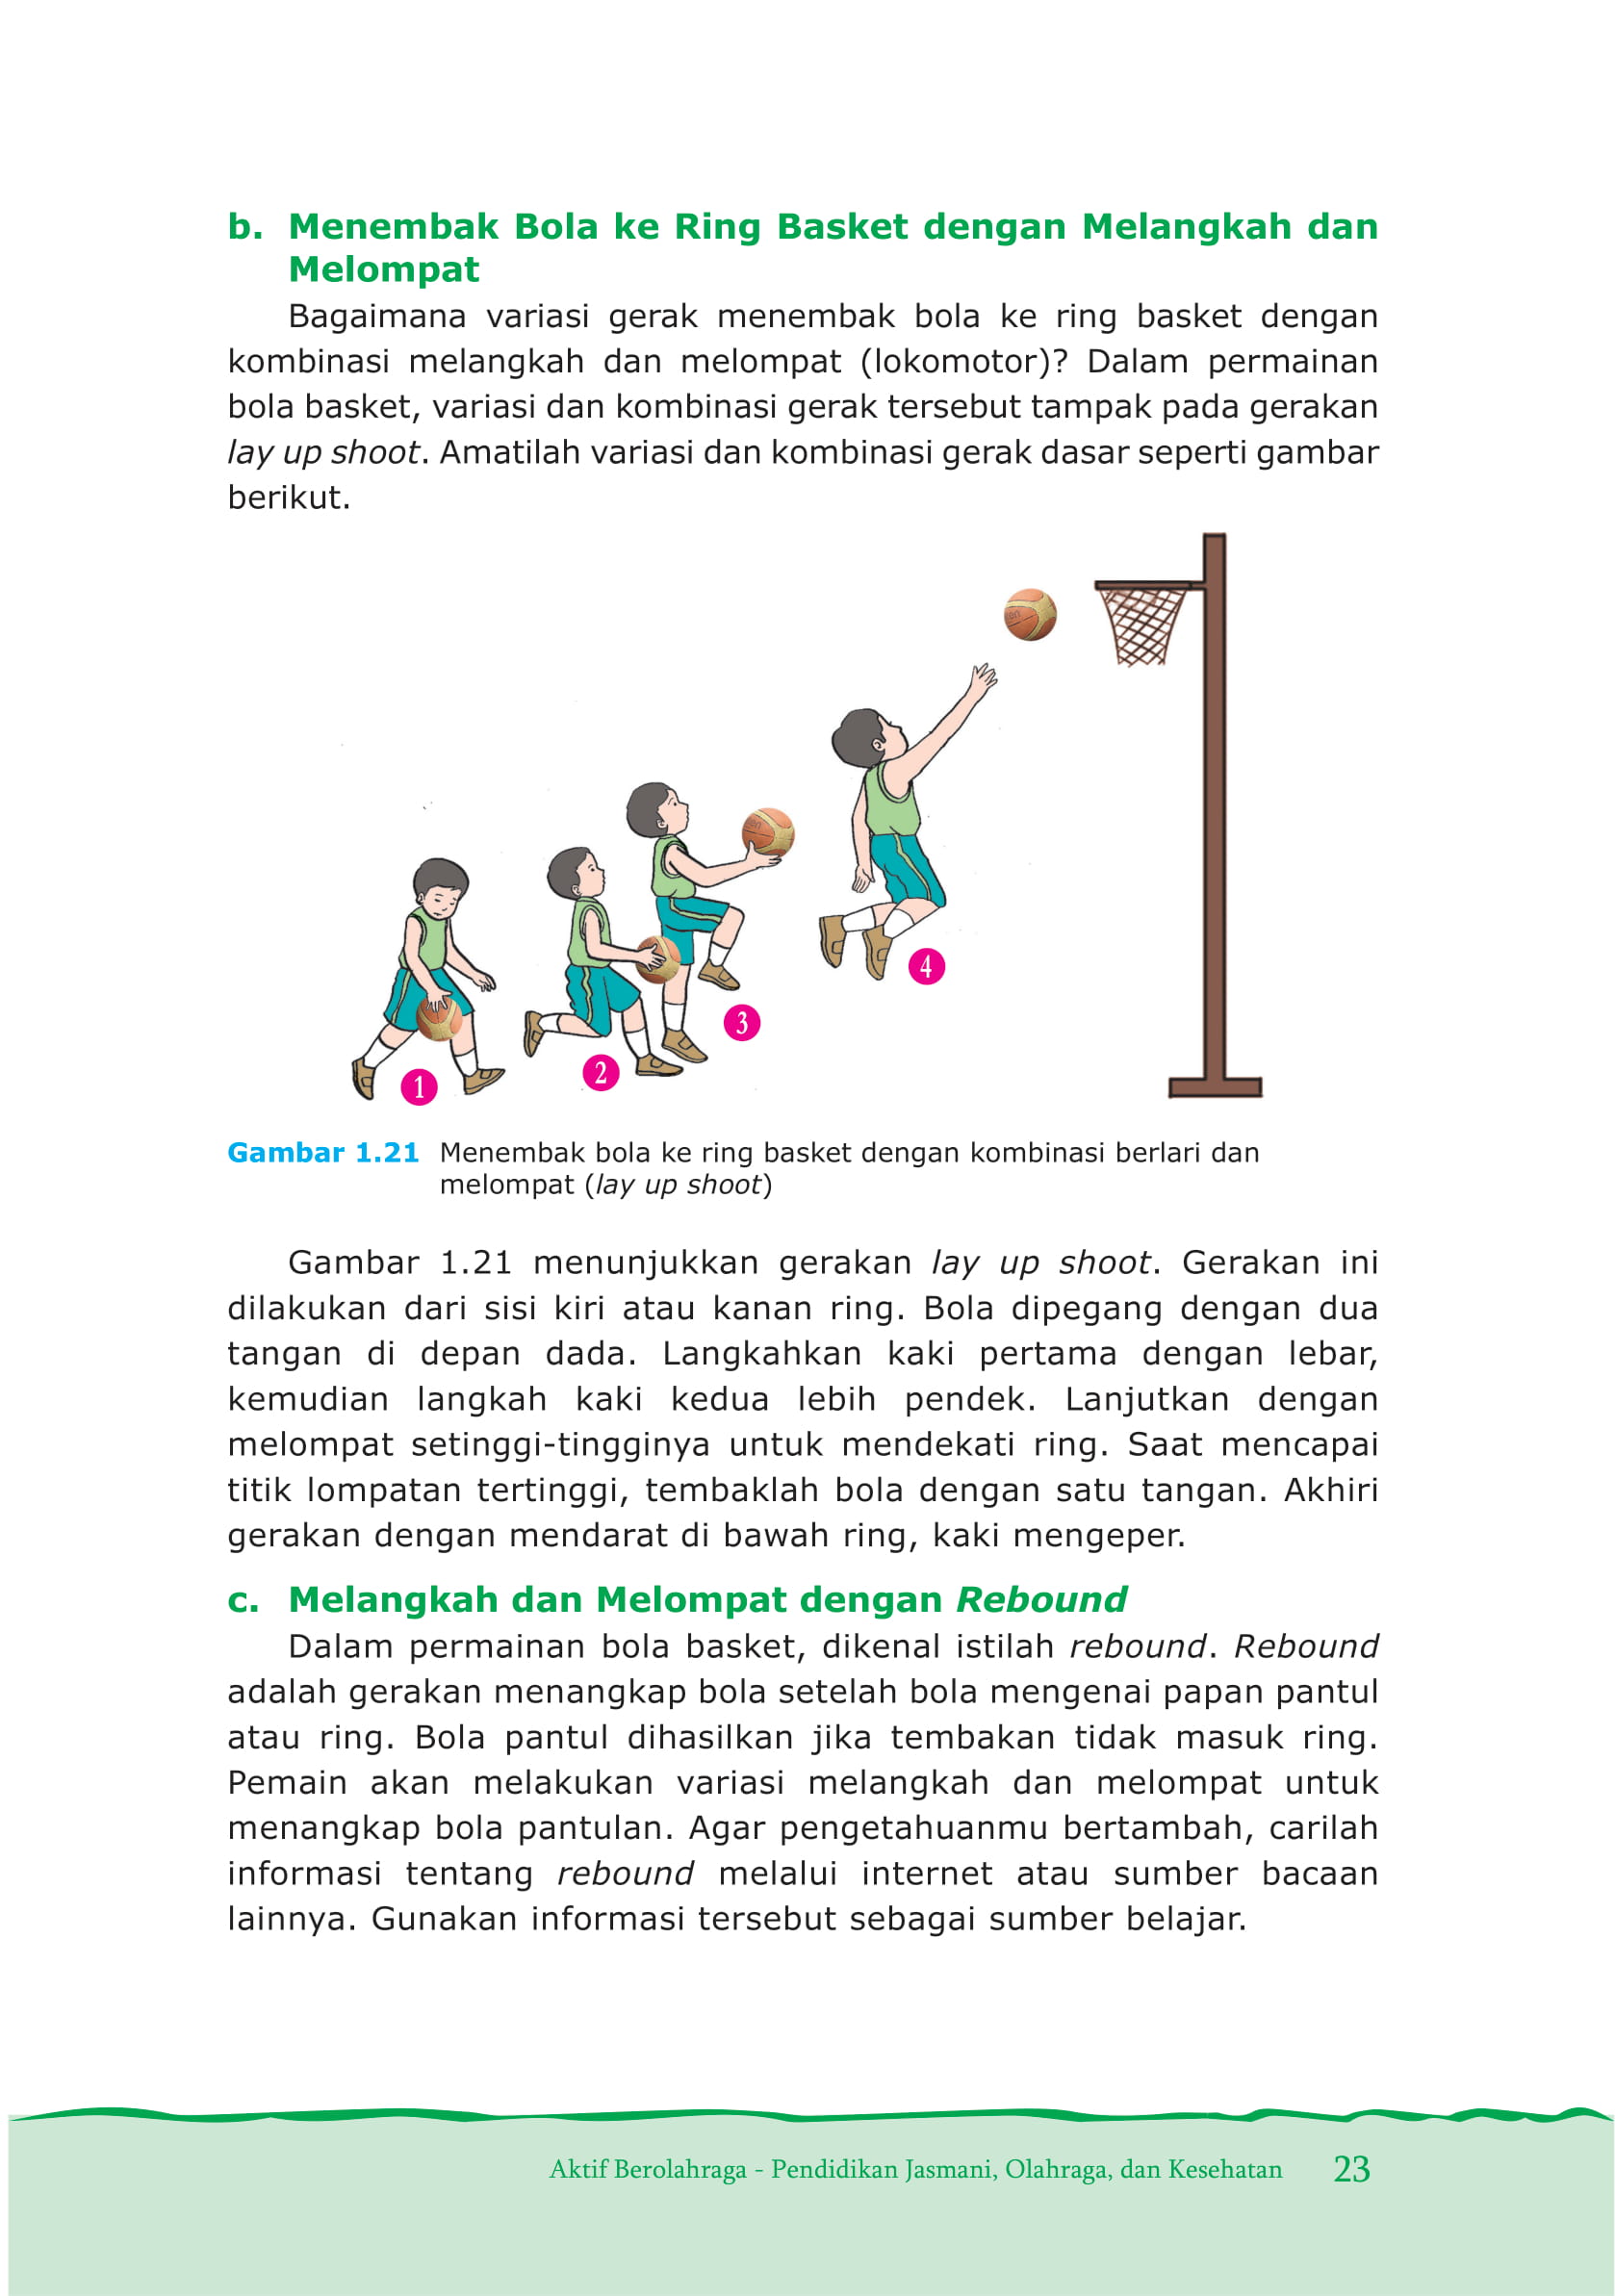 b. Menembak Bola ke Ring Basket dengan Melangkah dan
Melompat
Bagaimana variasi gerak menembak bola ke ring basket dengan
kombinasi melangkah dan melompat (lokomotor)? Dalam permainan
bola basket, variasi dan kombinasi gerak tersebut tampak pada gerakan
lay up shoot. Amatilah variasi dan kombinasi gerak dasar seperti gambar
berikut.
1
2
3
4
Gambar 1.21 Menembak bola ke ring basket dengan kombinasi berlari dan
melompat (lay up shoot)
Gambar 1.21 menunjukkan gerakan lay up shoot. Gerakan ini
dilakukan dari sisi kiri atau kanan ring. Bola dipegang dengan dua
tangan di depan dada. Langkahkan kaki pertama dengan lebar,
kemudian langkah kaki kedua lebih pendek. Lanjutkan dengan
melompat setinggi-tingginya untuk mendekati ring. Saat mencapai
titik lompatan tertinggi, tembaklah bola dengan satu tangan. Akhiri
gerakan dengan mendarat di bawah ring, kaki mengeper.
c. Melangkah dan Melompat dengan Rebound
Dalam permainan bola basket, dikenal istilah rebound. Rebound
adalah gerakan menangkap bola setelah bola mengenai papan pantul
atau ring. Bola pantul dihasilkan jika tembakan tidak masuk ring.
Pemain akan melakukan variasi melangkah dan melompat untuk
menangkap bola pantulan. Agar pengetahuanmu bertambah, carilah
informasi tentang rebound melalui internet atau sumber bacaan
lainnya. Gunakan informasi tersebut sebagai sumber belajar.
Aktif Berolahraga - Pendidikan Jasmani, Olahraga, dan Kesehatan 23